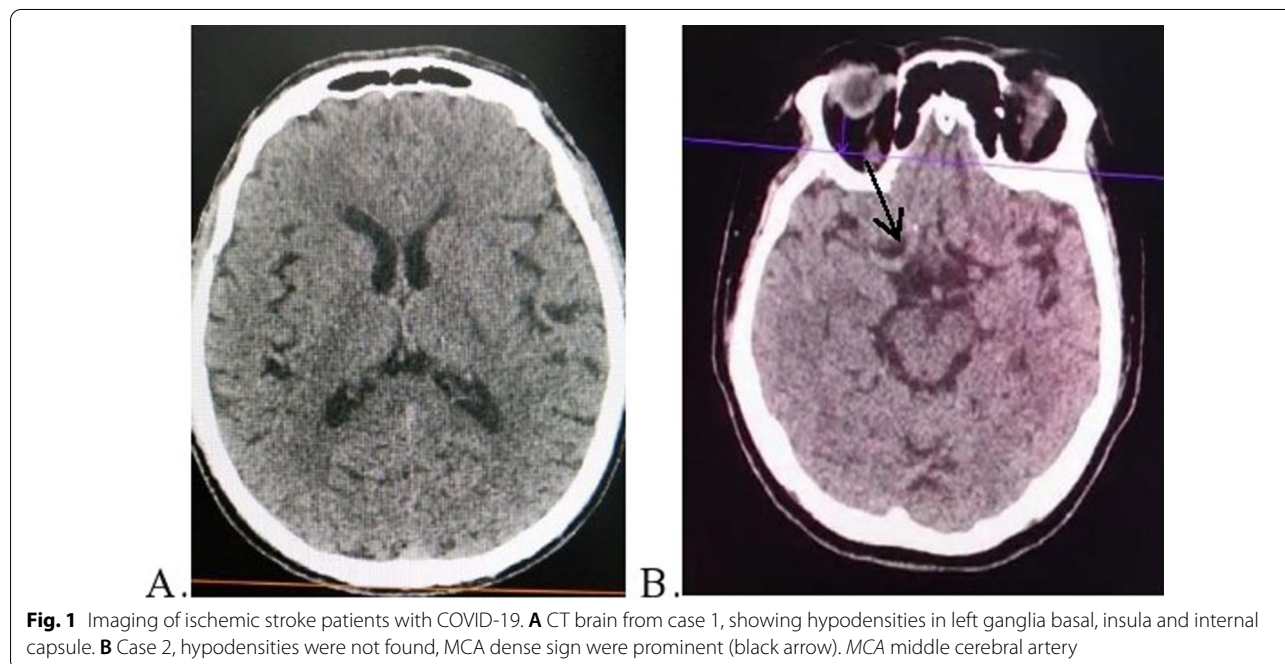 A.
B.
Fig. 1 Imaging of ischemic stroke patients with COVID-19. A CT brain from case 1, showing hypodensities in left ganglia basal, insula and internal
capsule. B Case 2, hypodensities were not found, MCA dense sign were prominent (black arrow). MCA middle cerebral artery